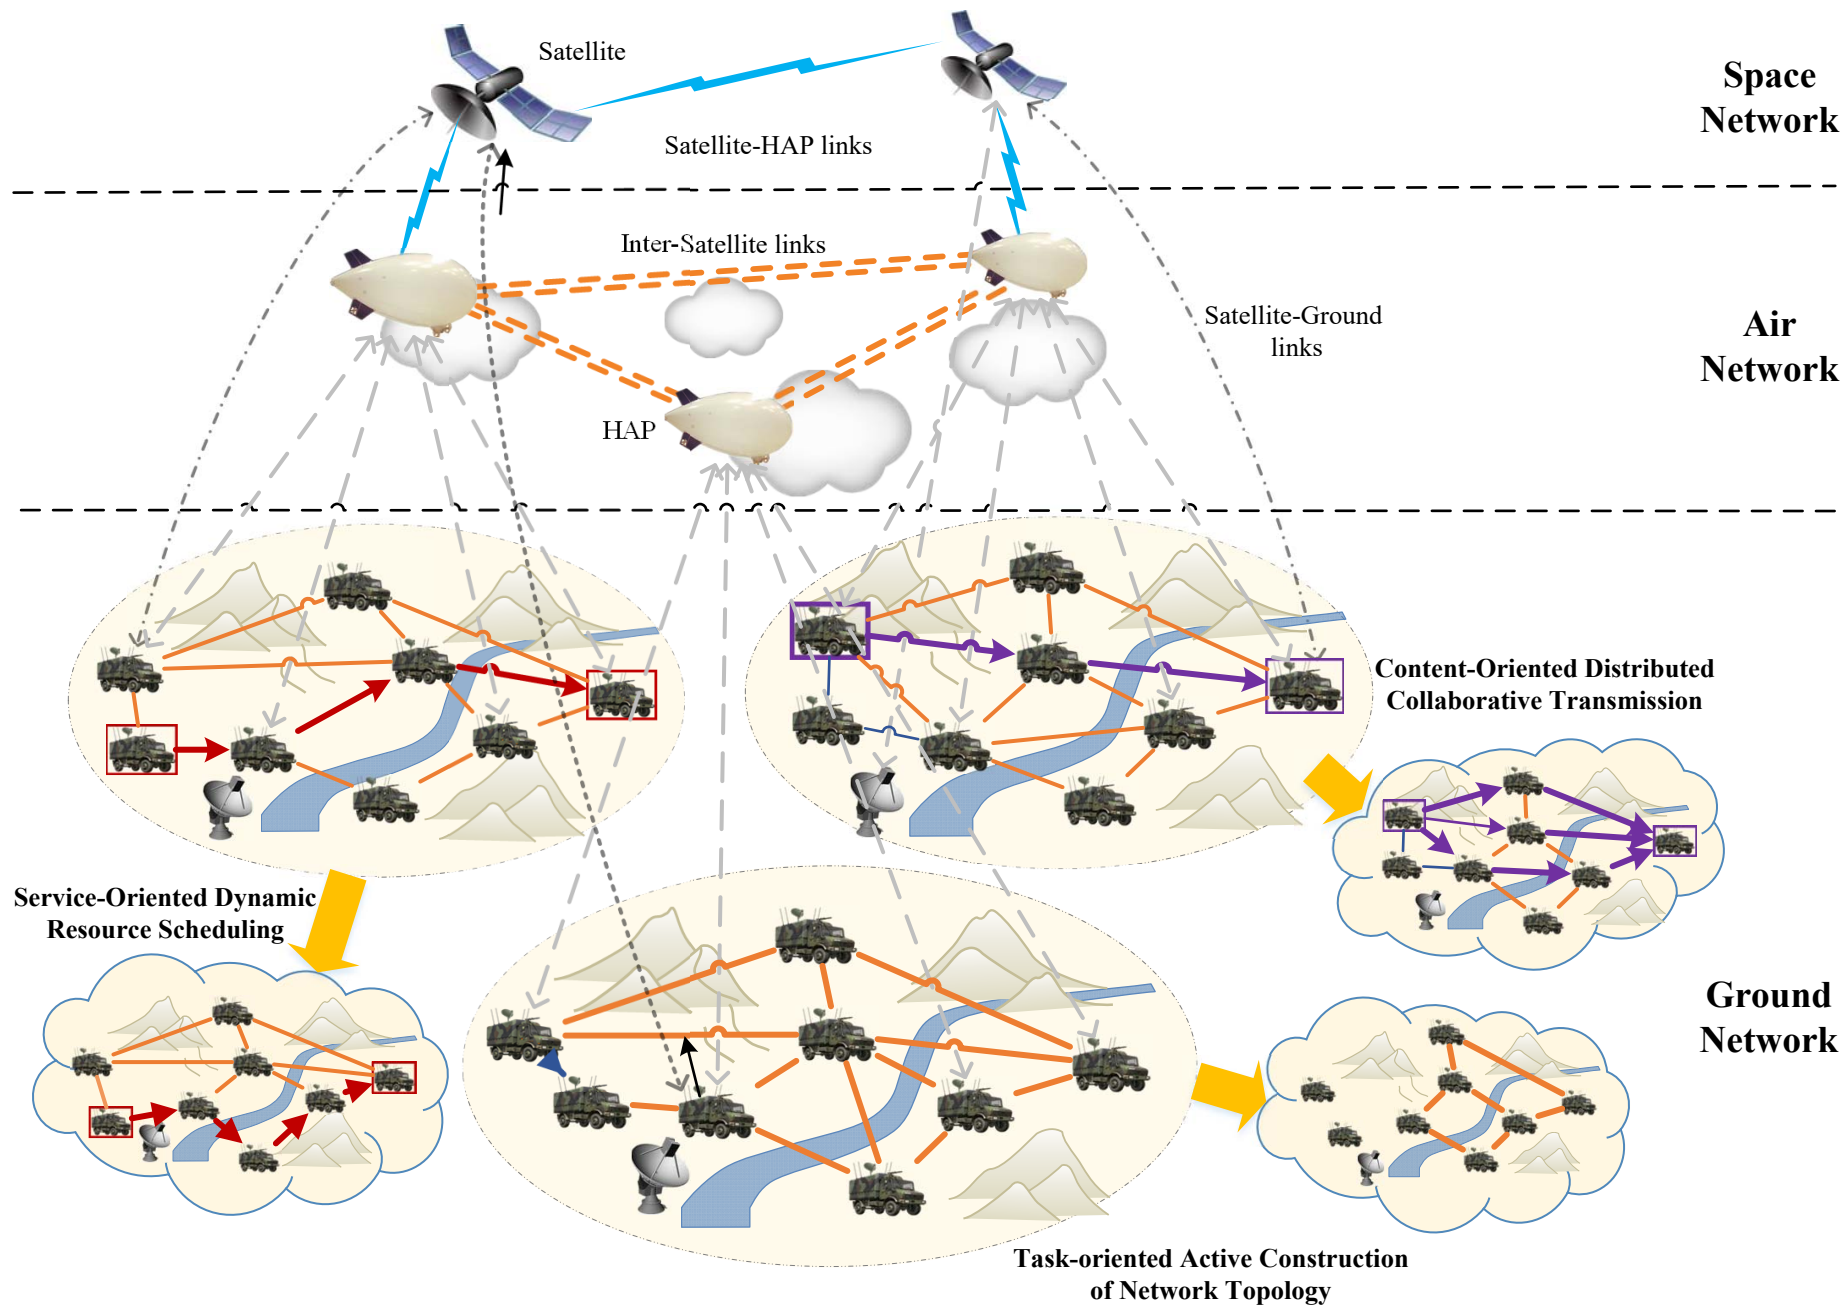 Satellite
Space
Network
Satellite-HAP links
Inter-Satellite links
Satellite-Ground
links
Air
Network
HAP
Content-Oriented Distributed
Collaborative Transmission
Service-Oriented Dynamic
Resource Scheduling
Ground
Network
Task-oriented Active Construction
of Network Topology